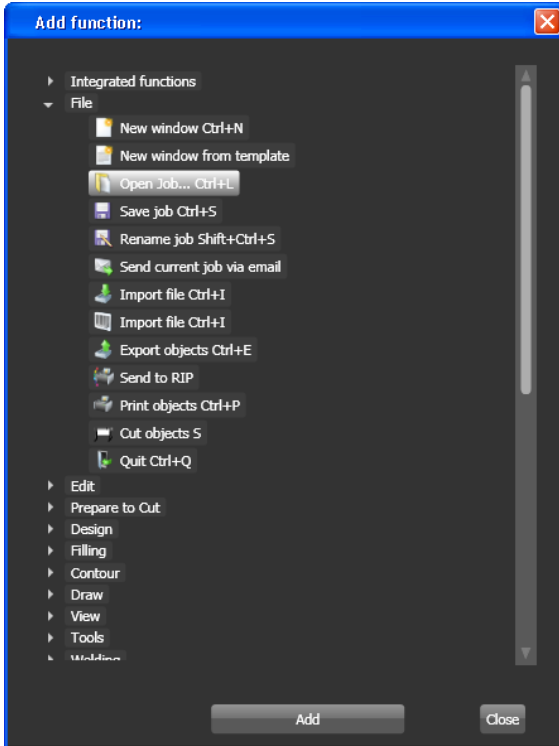 Add function:
Integrated functions
File
New window Ctrl+N
New window from template
Open Job... Ctrl+L
Save job Ctrl+S
Rename job Shift+Ctrl+S
Send current job via email
Import file Ctrl+I
Import file Ctrl+I
Export objects Ctrl+E
Send to RIP
Print objects Ctrl+P
Cut objects S
Quit Ctrl+Q
Edit
Prepare to Cut
Design
Filling
Contour
Draw
View
Tools
Welding
Add Close